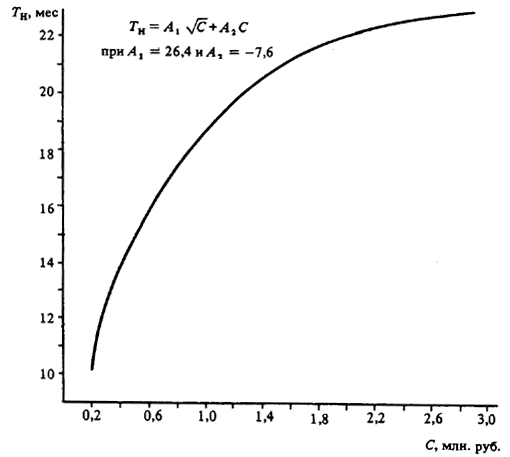 Tн, мес
Tн = A₁ √C + A₂ C
при A₁ = 26,4 и A₂ = −7,6
22
20
18
16
14
12
10
0,2 0,6 1,0 1,4 1,8 2,2 2,6 3,0
C, млн. руб.